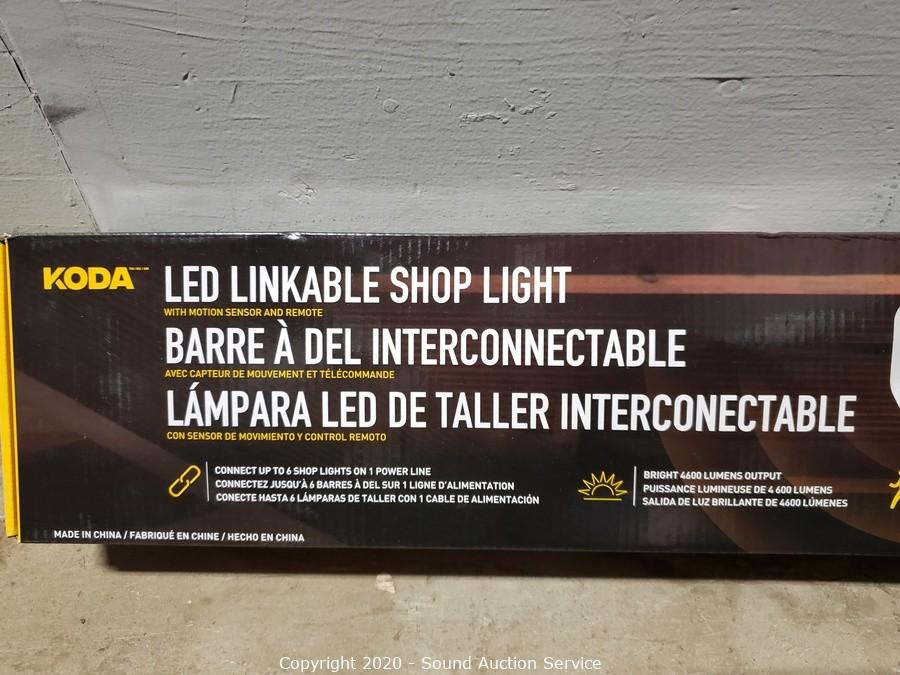 KODA
LED LINKABLE SHOP LIGHT
WITH MOTION SENSOR AND REMOTE
BARRE À DEL INTERCONNECTABLE
AVEC CAPTEUR DE MOUVEMENT ET TÉLÉCOMMANDE
LÁMPARA LED DE TALLER INTERCONECTABLE
CON SENSOR DE MOVIMIENTO Y CONTROL REMOTO
CONNECT UP TO 6 SHOP LIGHTS ON 1 POWER LINE
CONNECTEZ JUSQU'À 6 BARRES À DEL SUR 1 LIGNE D'ALIMENTATION
CONECTE HASTA 6 LÁMPARAS DE TALLER CON 1 CABLE DE ALIMENTACIÓN
BRIGHT 4600 LUMENS OUTPUT
PUISSANCE LUMINEUSE DE 4 600 LUMENS
SALIDA DE LUZ BRILLANTE DE 4600 LÚMENES
MADE IN CHINA / FABRIQUÉ EN CHINE / HECHO EN CHINA
Copyright 2020 - Sound Auction Service